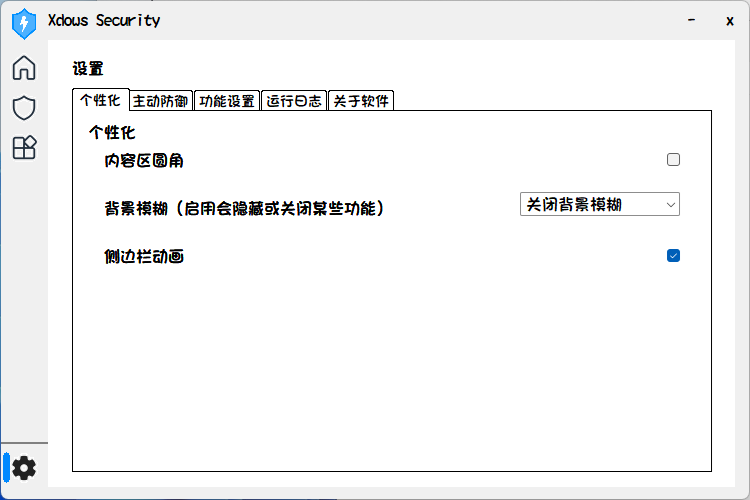 Xdows Security
设置
个性化 主动防御 功能设置 运行日志 关于软件
个性化
内容区圆角
背景模糊（启用会隐藏或关闭某些功能） 关闭背景模糊
侧边栏动画